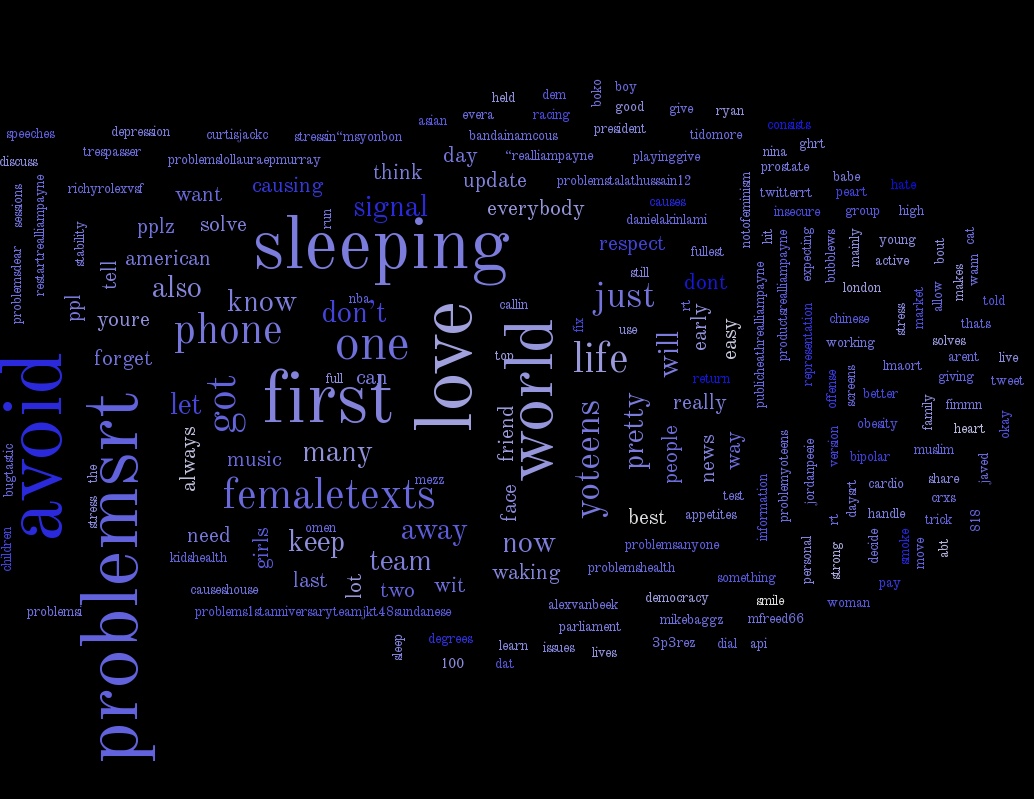 held
dem
boko
boy
good
give
ryan
consists
speeches
depression
curtisjackc
stressin“msyonbon
asian
evera
racing
bandainamcous
president
tidomore
ghrt
nina
discuss
trespasser
problemslollauraepmurray
think
day
“realliampayne
playinggive
prostate
babe
sessions
restartrealliampayne
richyrolexvsf
want
causing
update
problemstalathussain12
notofeminism
twitterrt
peart
hate
signal
everybody
causes
danielakinlami
insecure
group
high
stability
pplz
solve
run
sleeping
respect
fullest
hit
expecting
bubblews
mainly
young
bout
cat
problemsdear
tell
american
still
active
wann
ppl
also
know
nba
don't
callin
just
dont
rt
publicheathrealliampayne
productsrealliampayne
london
market
allow
makes
told
youre
phone
one
love
world
fix
use
early
easy
representation
chinese
stress
thats
forget
top
life
will
working
solves
avoid
full
can
first
return
lmaort
arent
live
giving
tweet
problemsrt
let
got
friend
yoteens
pretty
really
offense
screens
better
family
fimmn
okay
always
many
people
news
way
obesity
heart
bugtastic
stress
the
music
version
bipolar
muslim
javed
femaletexts
mezz
face
test
information
problemyoteens
jordanpeeie
daysrt
cardio
share
crxs
omen
away
best
appetites
rt
handle
trick
818
children
need
girls
keep
now
problemsanyone
personal
strong
decide
smoke
move
abt
kidshealth
team
waking
problemshealth
something
causeshouse
last
lot
two
wit
pay
problemsi
problems1stanniversaryteamjkt48sundanese
alexvanbeek
democracy
smile
woman
parliament
mikebaggz
mfreed66
sleep
degrees
learn
issues
lives
3p3rez
dial
api
100
dat